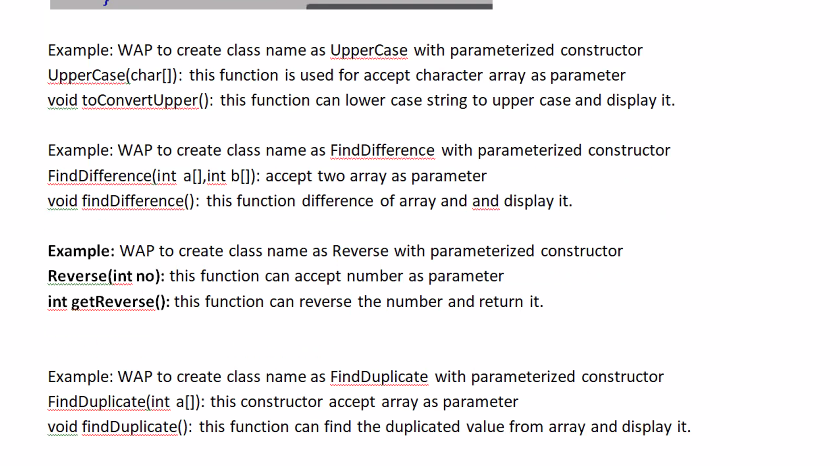 }
Example: WAP to create class name as UpperCase with parameterized constructor
UpperCase(char[]): this function is used for accept character array as parameter
void toConvertUpper(): this function can lower case string to upper case and display it.
Example: WAP to create class name as FindDifference with parameterized constructor
FindDifference(int a[],int b[]): accept two array as parameter
void findDifference(): this function difference of array and and display it.
Example: WAP to create class name as Reverse with parameterized constructor
Reverse(int no): this function can accept number as parameter
int getReverse(): this function can reverse the number and return it.
Example: WAP to create class name as FindDuplicate with parameterized constructor
FindDuplicate(int a[]): this constructor accept array as parameter
void findDuplicate(): this function can find the duplicated value from array and display it.